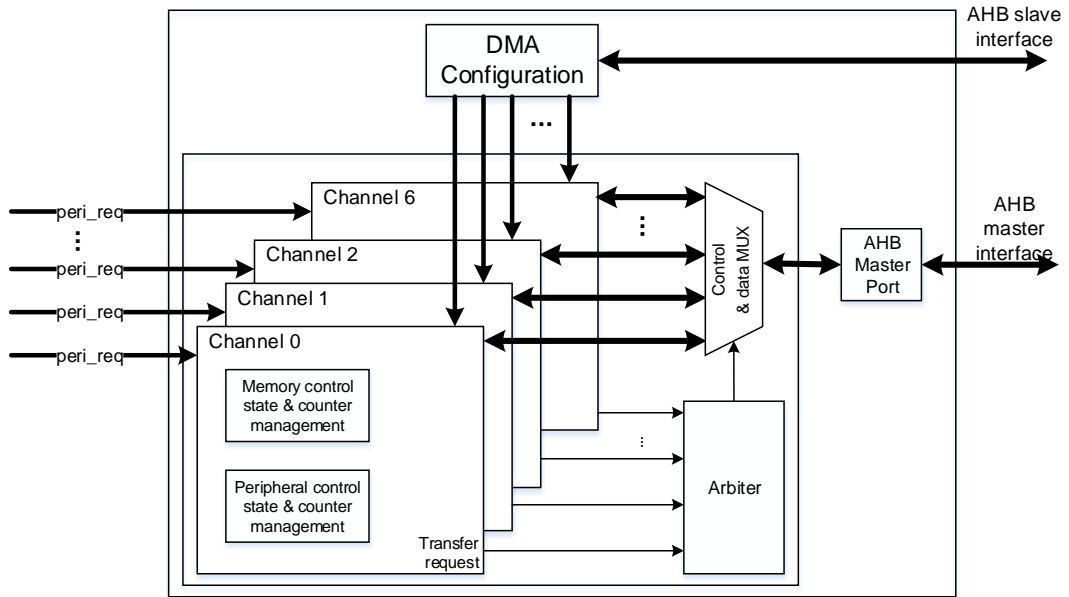 AHB slave
interface
DMA
Configuration
...
Channel 6
peri_req
...
AHB
master
interface
Channel 2
peri_req
...
Control
& data MUX
AHB
Master
Port
Channel 1
peri_req
Channel 0
peri_req
Memory control
state & counter
management
...
Peripheral control
state & counter
management
Arbiter
Transfer
request